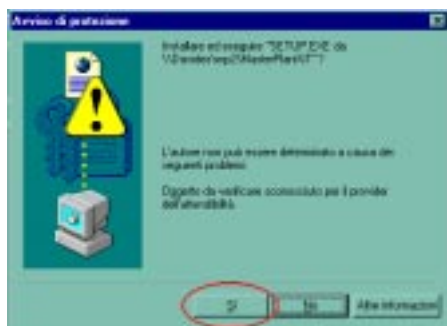 Avviso di protezione
Installare ed eseguire "SETUP.EXE da
L'autore non può essere determinato a causa dei
seguenti problemi:
Oggetto da verificare sconosciuto per il provider
dell'attendibilità.
Sì
No
Altre informazioni